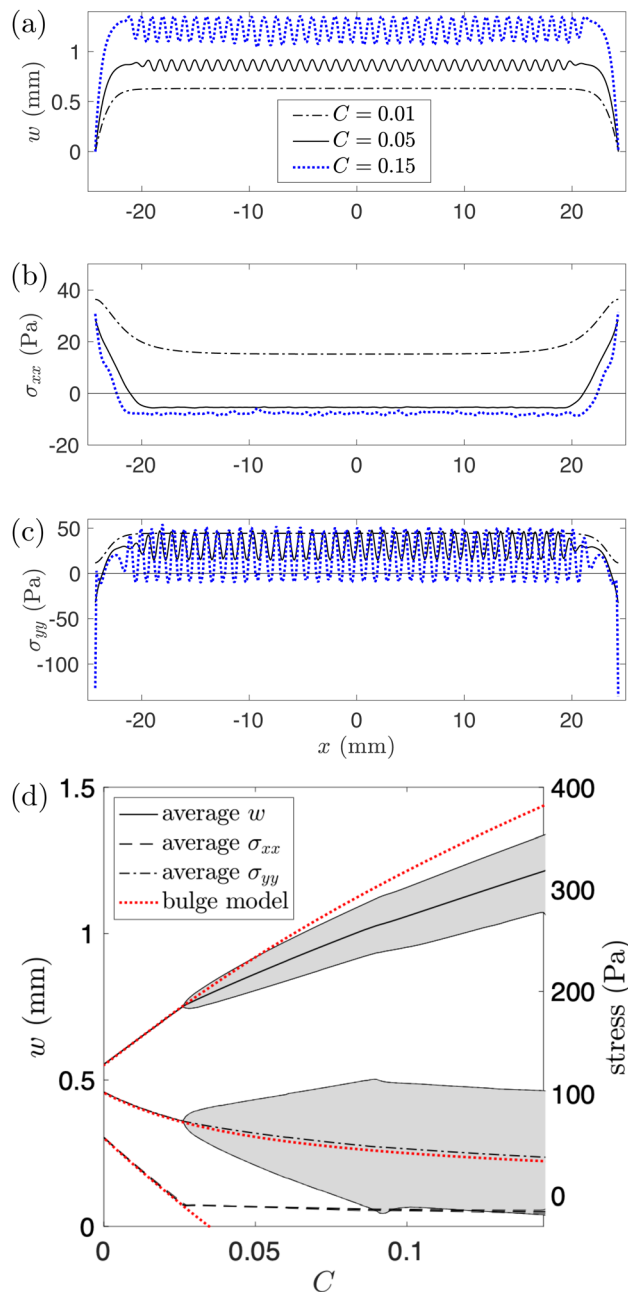 (a)
w (mm)
1
0.5
0
C = 0.01
C = 0.05
C = 0.15
-20 -10 0 10 20
(b)
σxx (Pa)
40
20
0
-20
-20 -10 0 10 20
(c)
σyy (Pa)
50
0
-50
-100
-20 -10 0 10 20
x (mm)
(d)
w (mm)
1.5
1
0.5
0
average w
average σxx
average σyy
bulge model
400
300
200
100
0
stress (Pa)
0 0.05 0.1
C